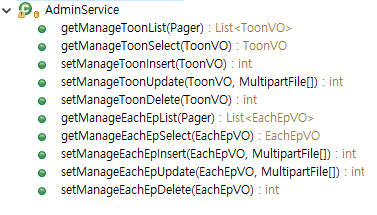 AdminService
getManageToonList(Pager) : List<ToonVO>
getManageToonSelect(ToonVO) : ToonVO
setManageToonInsert(ToonVO) : int
setManageToonUpdate(ToonVO, MultipartFile[]) : int
setManageToonDelete(ToonVO) : int
getManageEachEpList(Pager) : List<EachEpVO>
getManageEachEpSelect(EachEpVO) : EachEpVO
setManageEachEpInsert(EachEpVO, MultipartFile[]) : int
setManageEachEpUpdate(EachEpVO, MultipartFile[]) : int
setManageEachEpDelete(EachEpVO) : int